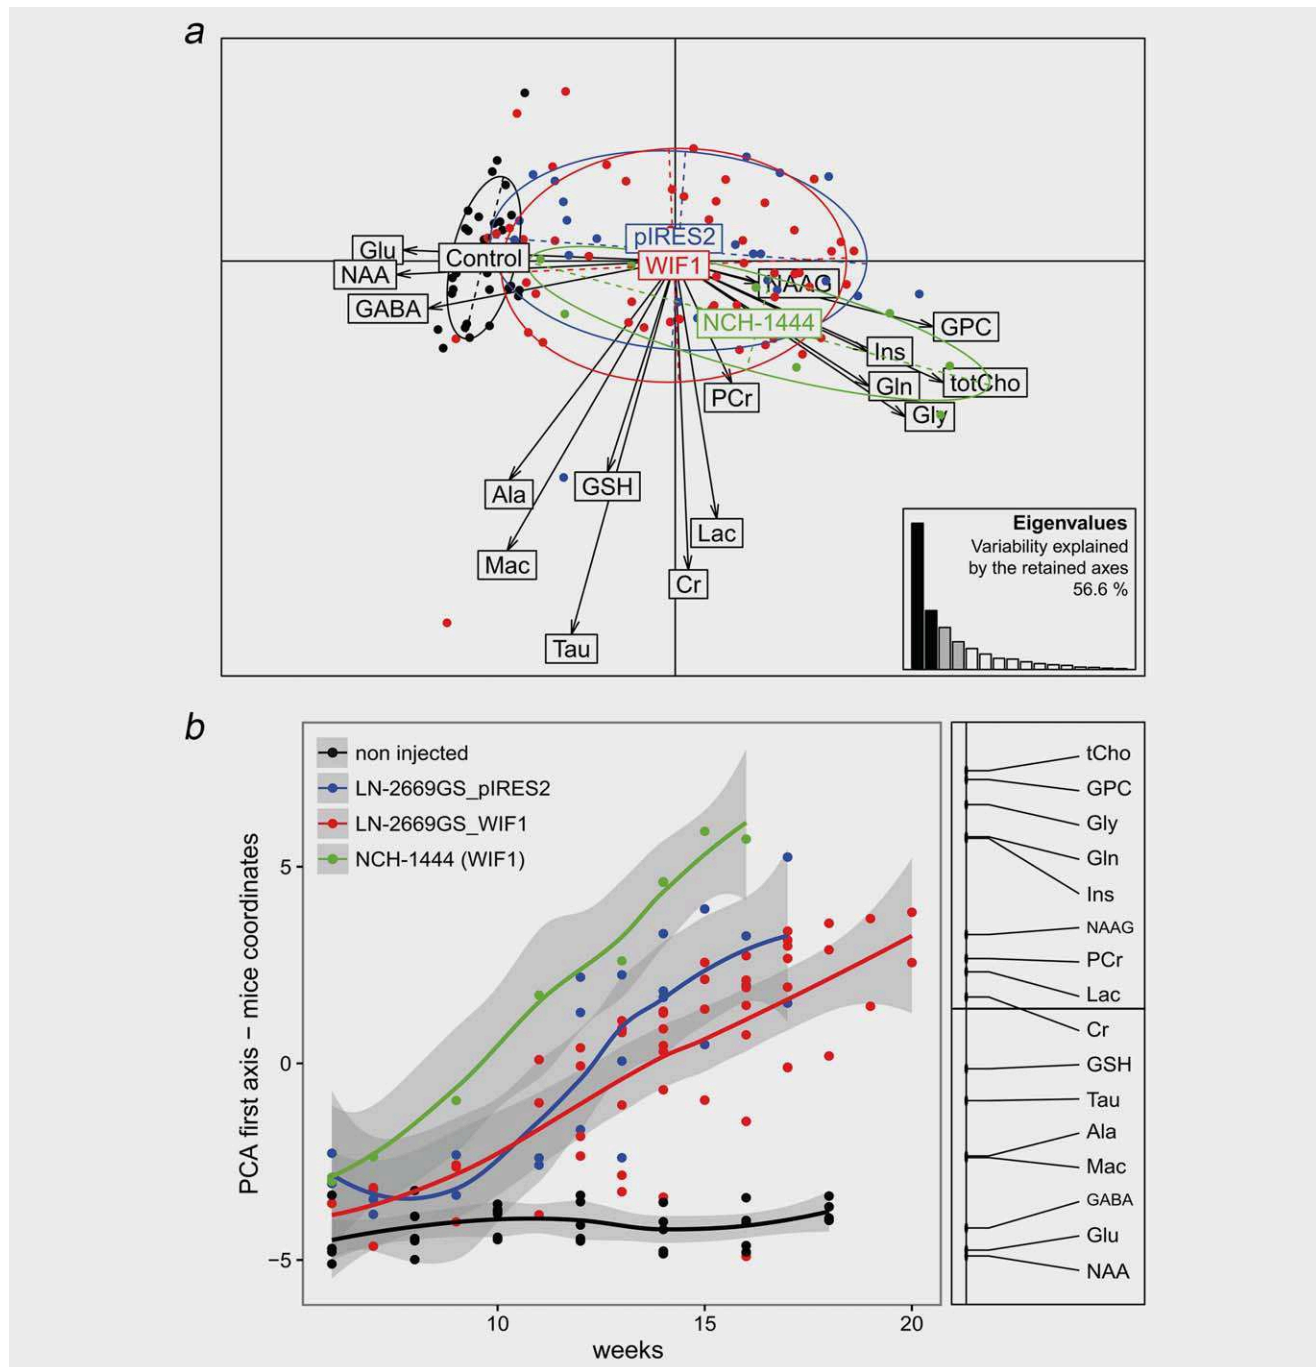 a
Glu
NAA
GABA
Control
pIRES2
WIF1
NAAG
NCH-1444
GPC
Ins
totCho
Gln
PCr
Gly
Ala
GSH
Mac
Lac
Cr
Tau
Eigenvalues
Variability explained
by the retained axes
56.6 %
b
non injected
LN-2669GS_pIRES2
LN-2669GS_WIF1
NCH-1444 (WIF1)
PCA first axis – mice coordinates
5
0
−5
10
15
20
weeks
tCho
GPC
Gly
Gln
Ins
NAAG
PCr
Lac
Cr
GSH
Tau
Ala
Mac
GABA
Glu
NAA